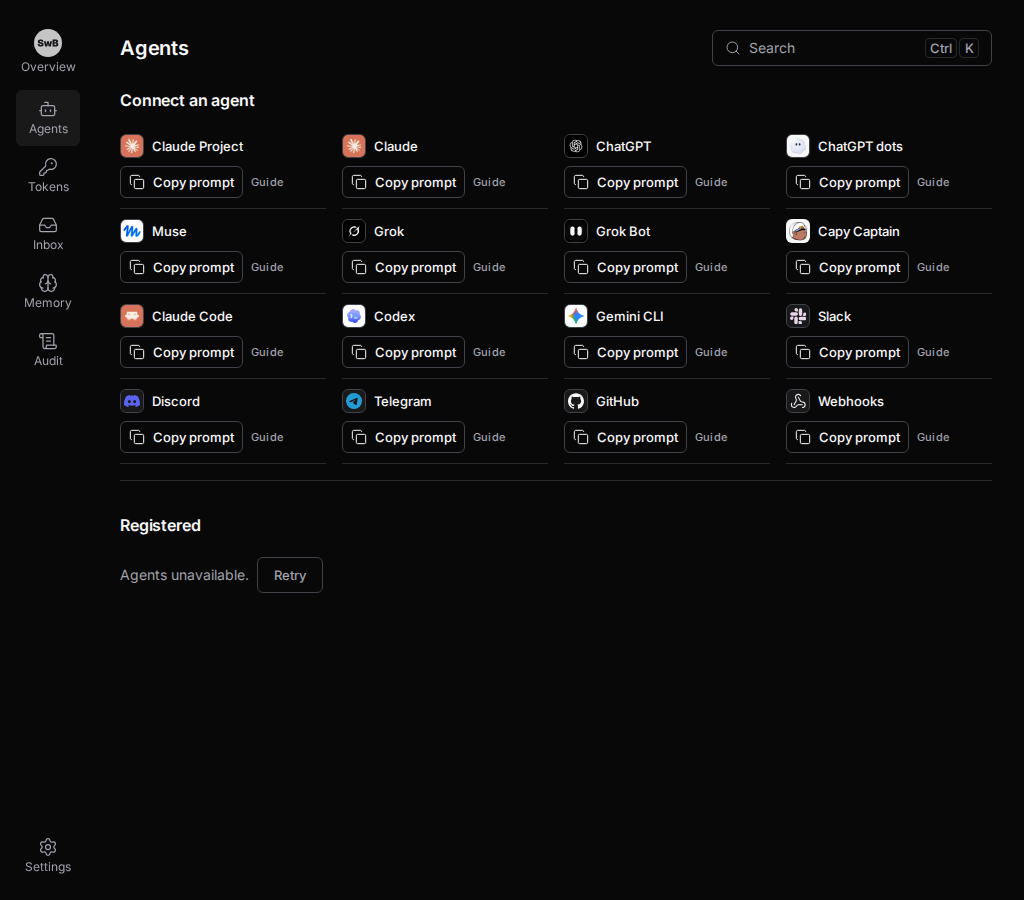 SwB
Overview
Agents
Tokens
Inbox
Memory
Audit
Settings
Agents
Search Ctrl K
Connect an agent
Claude Project
Copy prompt Guide
Claude
Copy prompt Guide
ChatGPT
Copy prompt Guide
ChatGPT dots
Copy prompt Guide
Muse
Copy prompt Guide
Grok
Copy prompt Guide
Grok Bot
Copy prompt Guide
Capy Captain
Copy prompt Guide
Claude Code
Copy prompt Guide
Codex
Copy prompt Guide
Gemini CLI
Copy prompt Guide
Slack
Copy prompt Guide
Discord
Copy prompt Guide
Telegram
Copy prompt Guide
GitHub
Copy prompt Guide
Webhooks
Copy prompt Guide
Registered
Agents unavailable. Retry